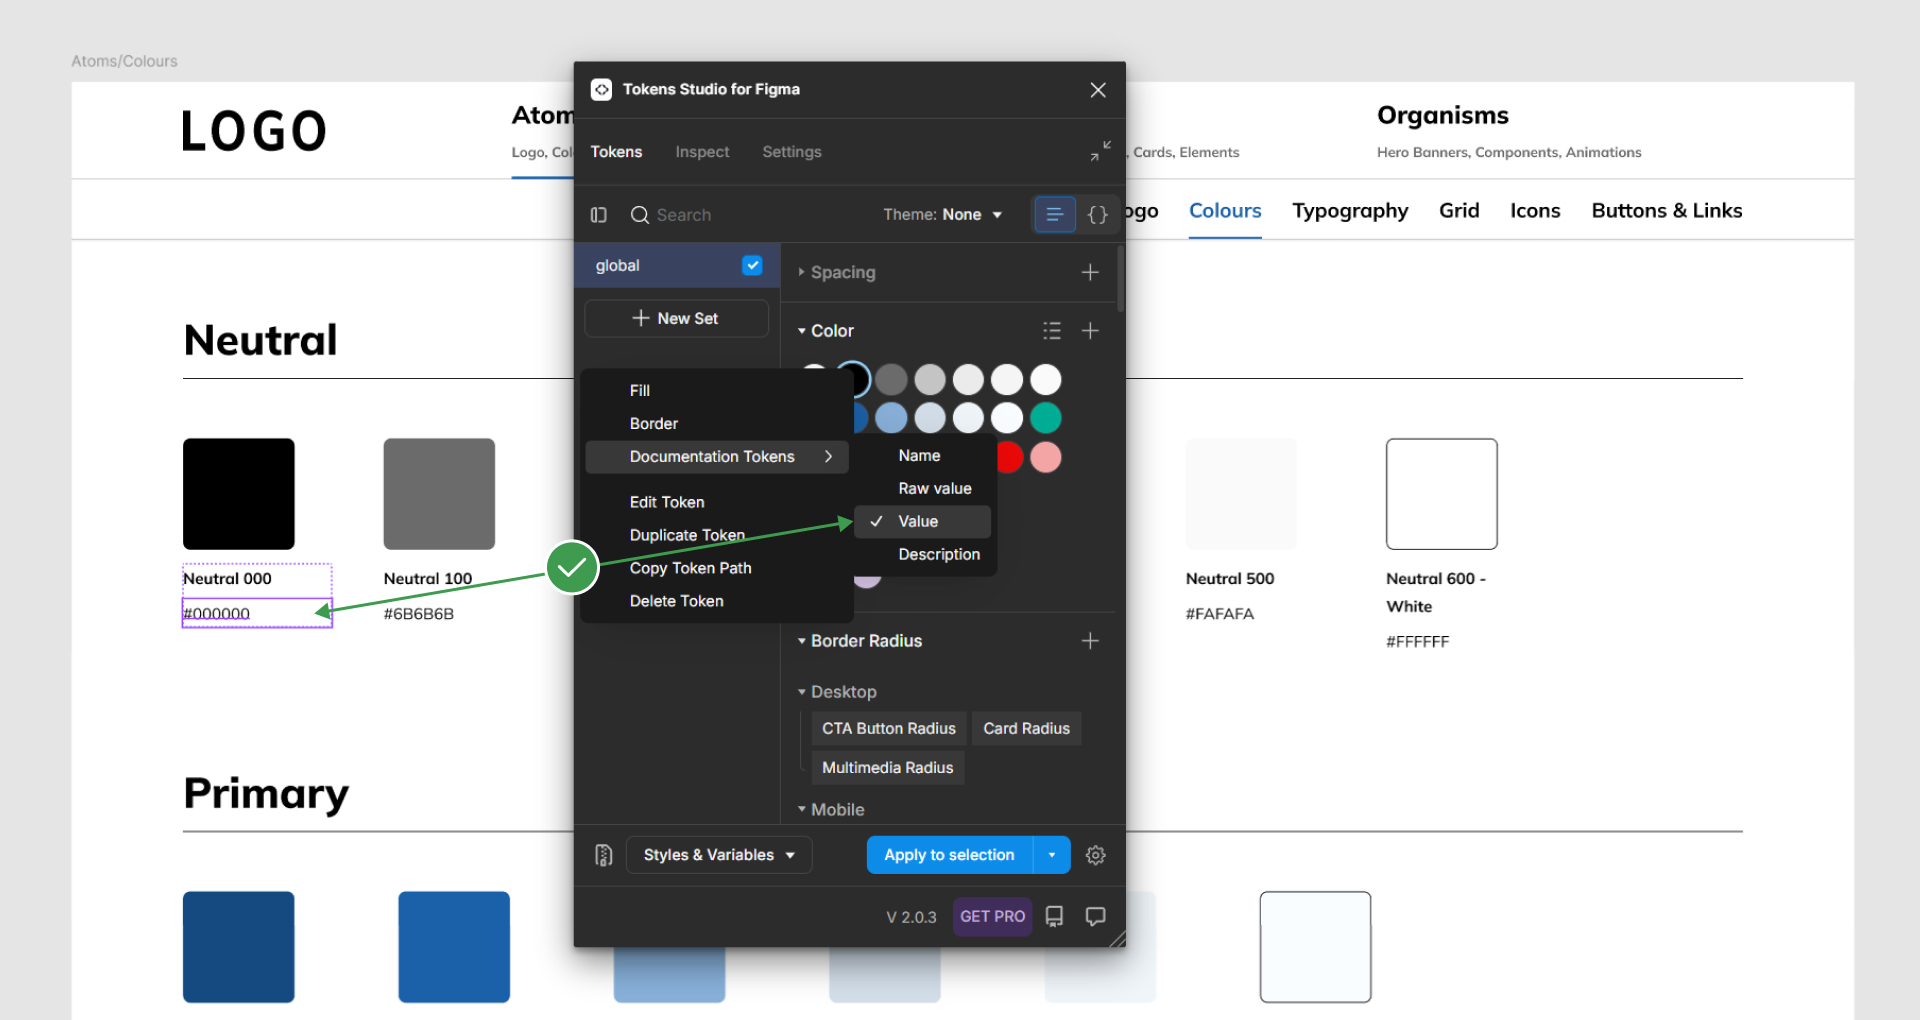 Atoms/Colours
LOGO
Atom
Logo, Col
, Cards, Elements
Organisms
Hero Banners, Components, Animations
ogo
Colours
Typography
Grid
Icons
Buttons & Links
Tokens Studio for Figma
Tokens
Inspect
Settings
Search
Theme: None
{}
global
New Set
Spacing
Color
Fill
Border
Documentation Tokens
Edit Token
Duplicate Token
Copy Token Path
Delete Token
Name
Raw value
Value
Description
Border Radius
Desktop
CTA Button Radius
Card Radius
Multimedia Radius
Mobile
Styles & Variables
Apply to selection
V 2.0.3
GET PRO
Neutral
Neutral 000
#000000
Neutral 100
#6B6B6B
Neutral 500
#FAFAFA
Neutral 600 -
White
#FFFFFF
Primary